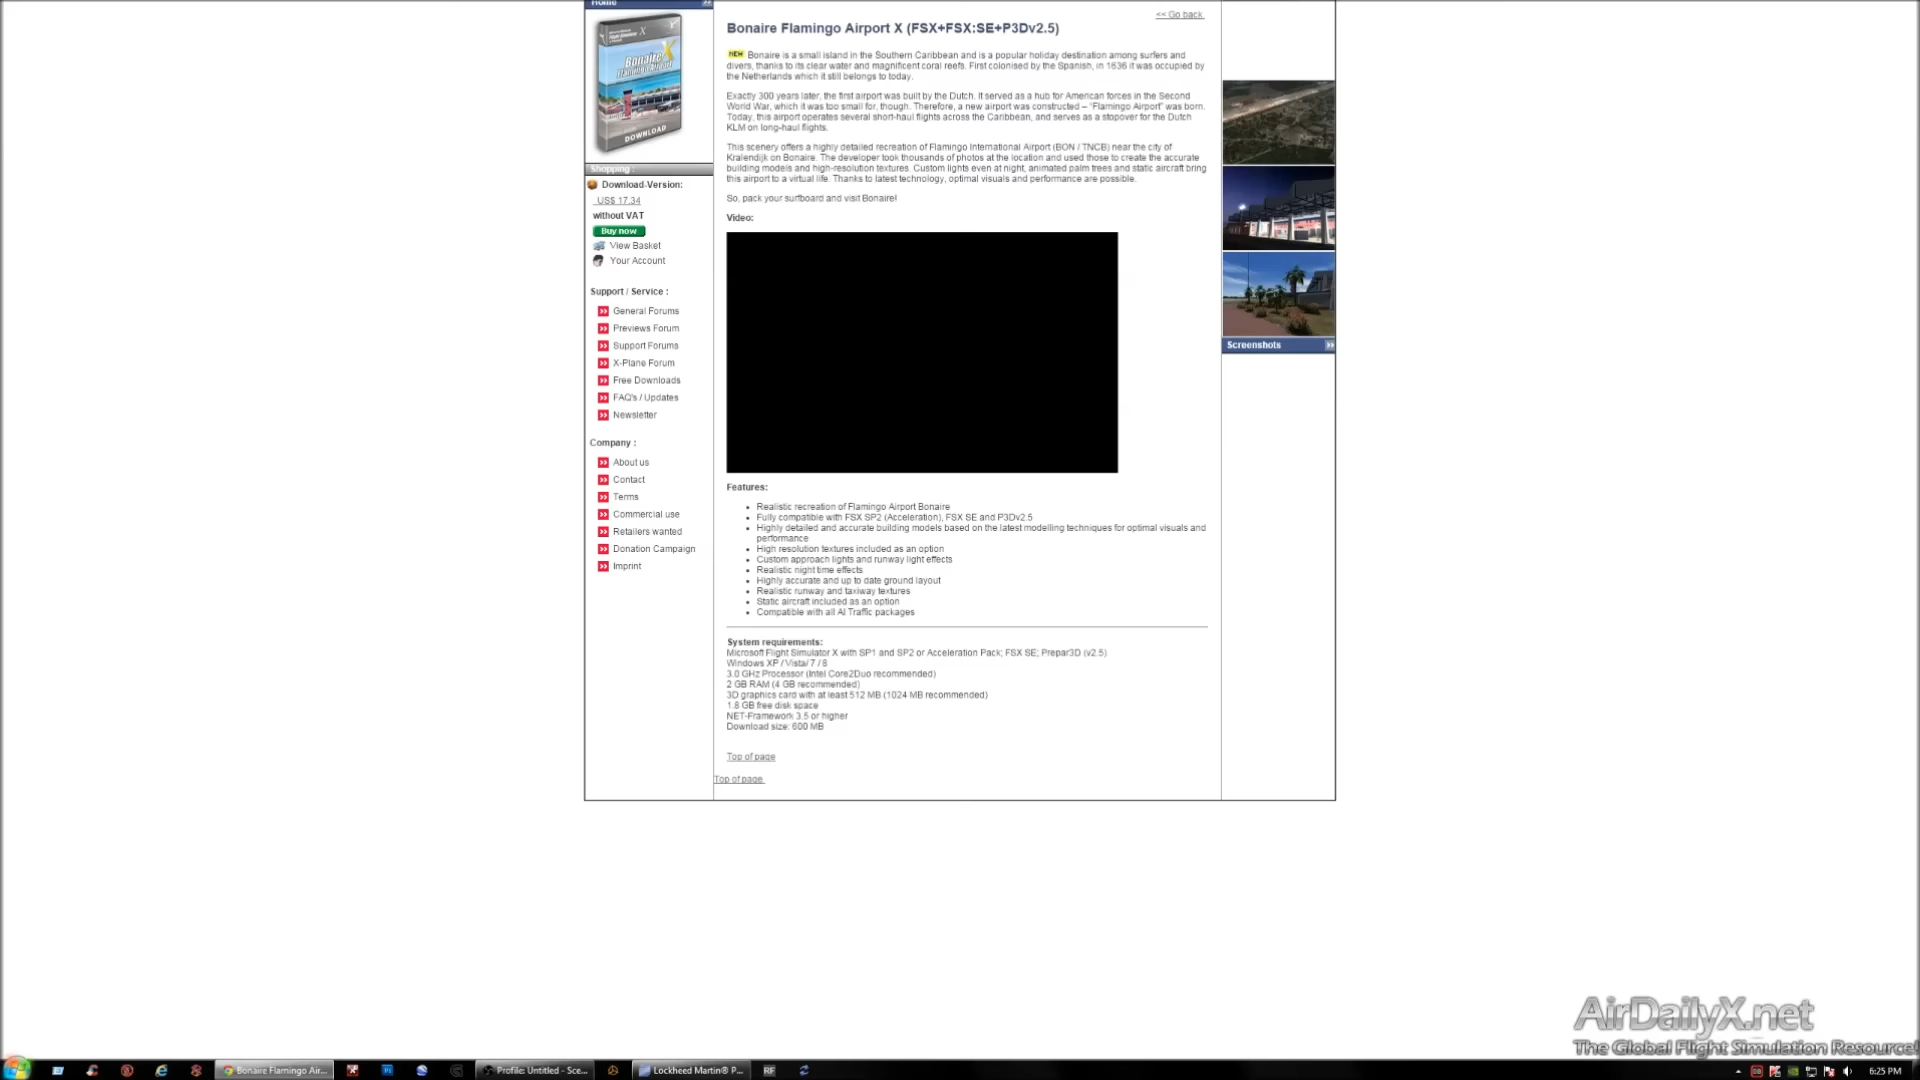 Home
<< Go back
Bonaire Flamingo Airport X (FSX+FSX:SE+P3Dv2.5)
NEW Bonaire is a small island in the Southern Caribbean and is a popular holiday destination among surfers and
divers, thanks to its clear water and magnificent coral reefs. First colonised by the Spanish, in 1636 it was occupied by
the Netherlands which it still belongs to today.
Exactly 300 years later, the first airport was built by the Dutch. It served as a hub for American forces in the Second
World War, which it was too small for, though. Therefore, a new airport was constructed – “Flamingo Airport” was born.
Today, this airport operates several short-haul flights across the Caribbean, and serves as a stopover for the Dutch
KLM on long-haul flights.
This scenery offers a highly detailed recreation of Flamingo International Airport (BON / TNCB) near the city of
Kralendijk on Bonaire. The developer took thousands of photos at the location and used those to create the accurate
building models and high-resolution textures. Custom lights even at night, animated palm trees and static aircraft bring
this airport to a virtual life. Thanks to latest technology, optimal visuals and performance are possible.
So, pack your surfboard and visit Bonaire!
Video:
Bonaire X
Flamingo Airport
DOWNLOAD
Shopping :
Download-Version:
US$ 17.34
without VAT
Buy now
View Basket
Your Account
Support / Service :
General Forums
Previews Forum
Support Forums
X-Plane Forum
Free Downloads
FAQ's / Updates
Newsletter
Company :
About us
Contact
Terms
Commercial use
Retailers wanted
Donation Campaign
Imprint
Screenshots
Features:
Realistic recreation of Flamingo Airport Bonaire
Fully compatible with FSX SP2 (Acceleration), FSX SE and P3Dv2.5
Highly detailed and accurate building models based on the latest modelling techniques for optimal visuals and
performance
High resolution textures included as an option
Custom approach lights and runway light effects
Realistic night time effects
Highly accurate and up to date ground layout
Realistic runway and taxiway textures
Static aircraft included as an option
Compatible with all AI Traffic packages
System requirements:
Microsoft Flight Simulator X with SP1 and SP2 or Acceleration Pack; FSX SE; Prepar3D (v2.5)
Windows XP / Vista/ 7 / 8
3.0 GHz Processor (Intel Core2Duo recommended)
2 GB RAM (4 GB recommended)
3D graphics card with at least 512 MB (1024 MB recommended)
1.8 GB free disk space
NET-Framework 3.5 or higher
Download size: 600 MB
Top of page
Top of page
AirDailyX.net
The Global Flight Simulation Resource!
Bonaire Flamingo Air...
Profile: Untitled - Sce...
Lockheed Martin® P...
RF
6:25 PM